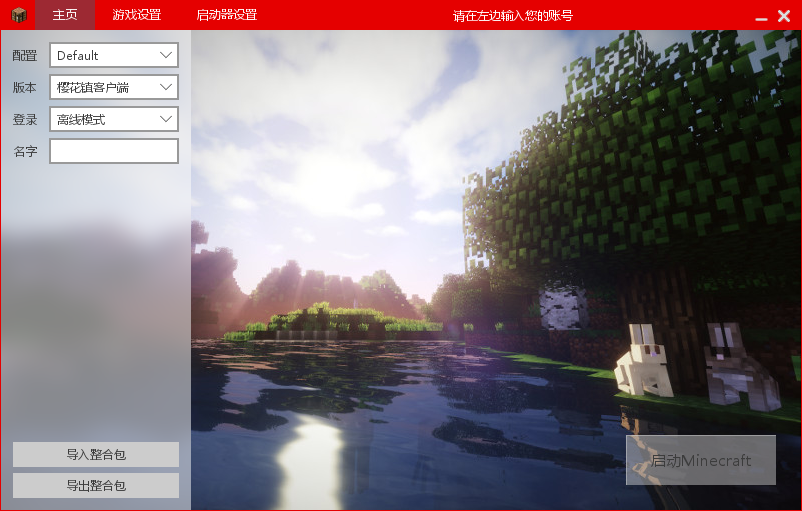 主页 游戏设置 启动器设置 请在左边输入您的账号
配置 Default
版本 樱花镇客户端
登录 离线模式
名字
导入整合包
导出整合包
启动Minecraft